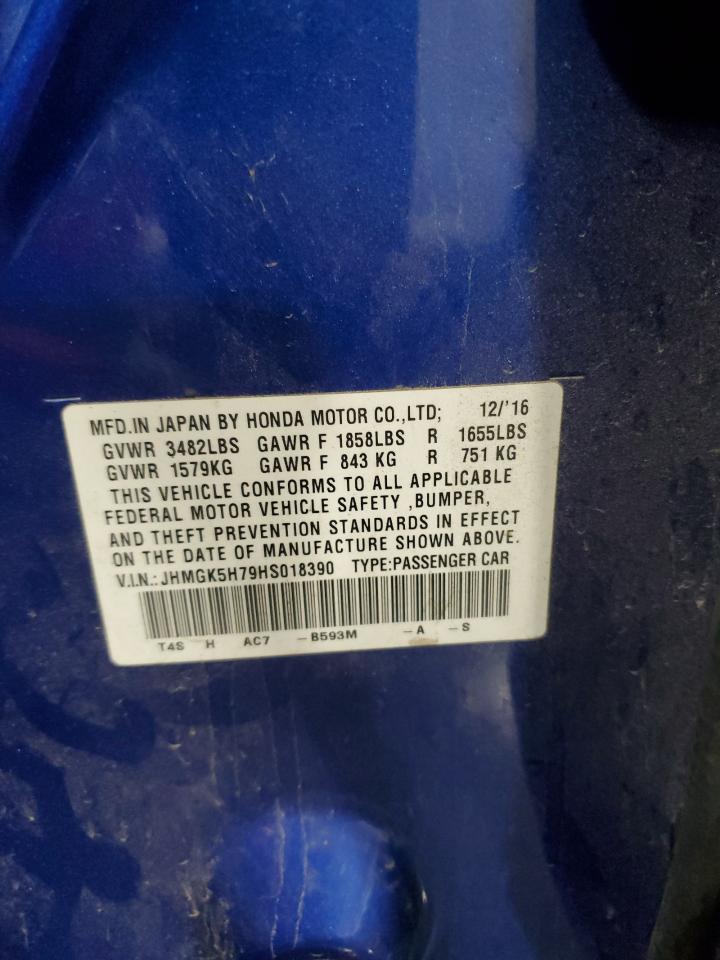 MFD.IN JAPAN BY HONDA MOTOR CO.,LTD; 12/'16
GVWR 3482LBS GAWR F 1858LBS R 1655LBS
GVWR 1579KG GAWR F 843 KG R 751 KG
THIS VEHICLE CONFORMS TO ALL APPLICABLE
FEDERAL MOTOR VEHICLE SAFETY ,BUMPER,
AND THEFT PREVENTION STANDARDS IN EFFECT
ON THE DATE OF MANUFACTURE SHOWN ABOVE.
V.I.N.: JHMGK5H79HS018390 TYPE:PASSENGER CAR
T4S H AC7 -B593M -A -S